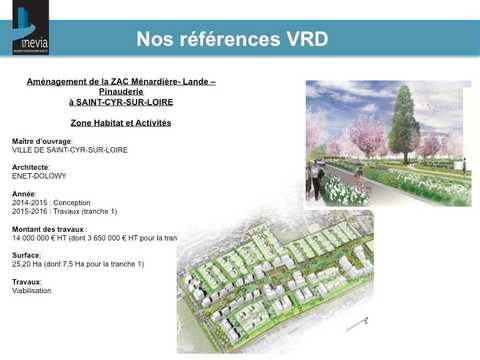 inevia
Nos références VRD
Aménagement de la ZAC Ménardière- Lande –
Pinauderie
à SAINT-CYR-SUR-LOIRE
Zone Habitat et Activités
Maître d'ouvrage:
VILLE DE SAINT-CYR-SUR-LOIRE
Architecte:
ENET-DOLOWY
Année:
2014-2015 : Conception
2015-2016 : Travaux (tranche 1)
Montant des travaux :
14 000 000 € HT (dont 3 650 000 € HT pour la tran
Surface:
25,20 Ha (dont 7,5 Ha pour la tranche 1)
Travaux:
Viabilisation